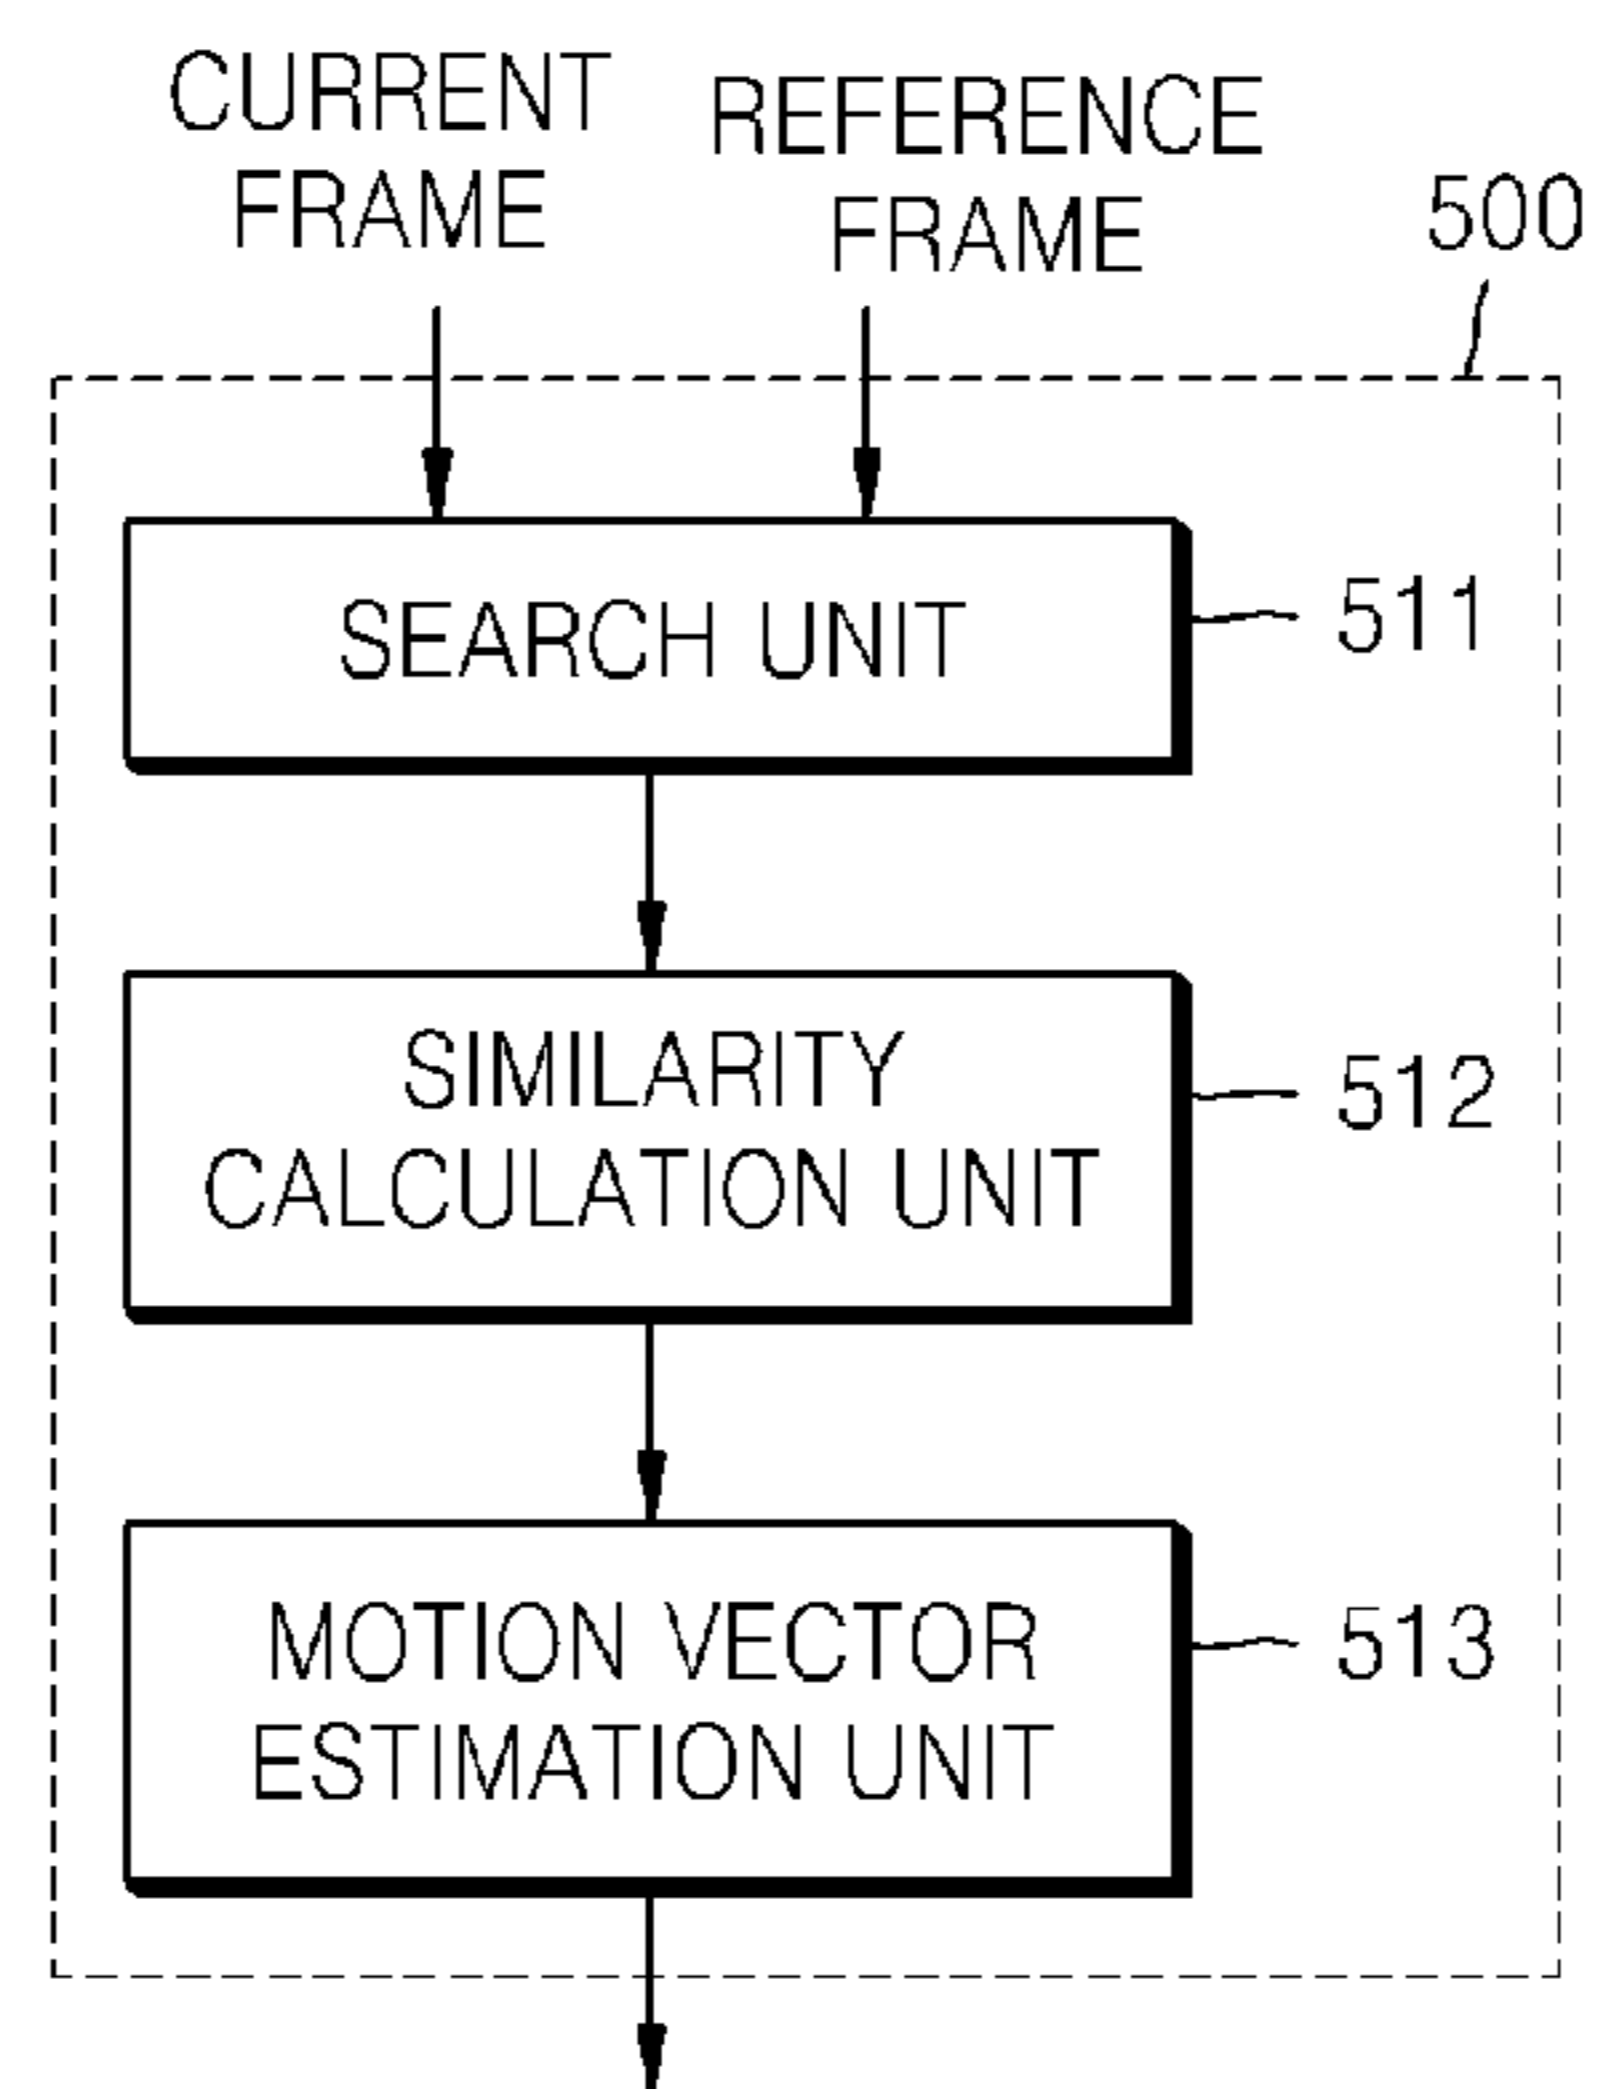 CURRENT
FRAME
REFERENCE
FRAME
500
SEARCH UNIT
511
SIMILARITY
CALCULATION UNIT
512
MOTION VECTOR
ESTIMATION UNIT
513